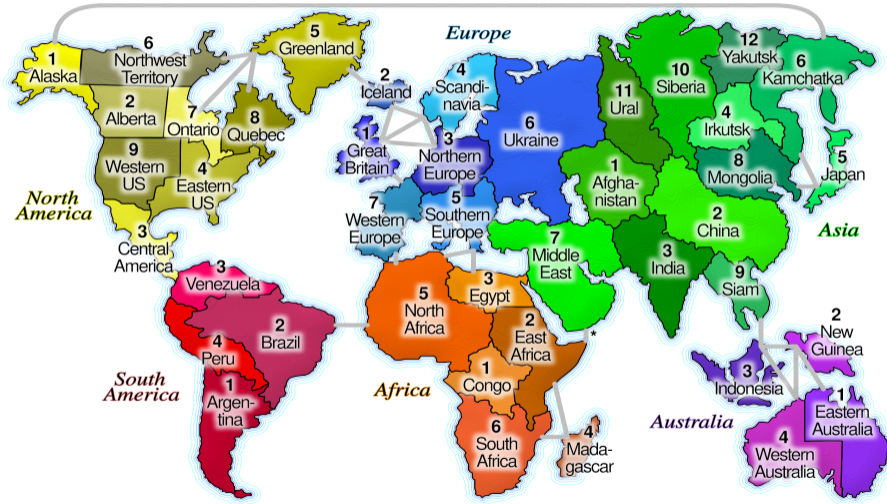 1
Alaska
6
Northwest
Territory
5
Greenland
2
Alberta
7
Ontario
8
Quebec
9
Western
US
4
Eastern
US
3
Central
America
North
America
3
Venezuela
2
Brazil
4
Peru
1
Argen-
tina
South
America
Europe
2
Iceland
4
Scandi-
navia
6
Ukraine
1
Great
Britain
3
Northern
Europe
7
Western
Europe
5
Southern
Europe
5
North
Africa
3
Egypt
2
East
Africa
1
Congo
6
South
Africa
4
Mada-
gascar
Africa
11
Ural
10
Siberia
12
Yakutsk
6
Kamchatka
4
Irkutsk
8
Mongolia
5
Japan
1
Afgha-
nistan
2
China
7
Middle
East
*
3
India
9
Siam
Asia
3
Indonesia
2
New
Guinea
4
Western
Australia
1
Eastern
Australia
Australia